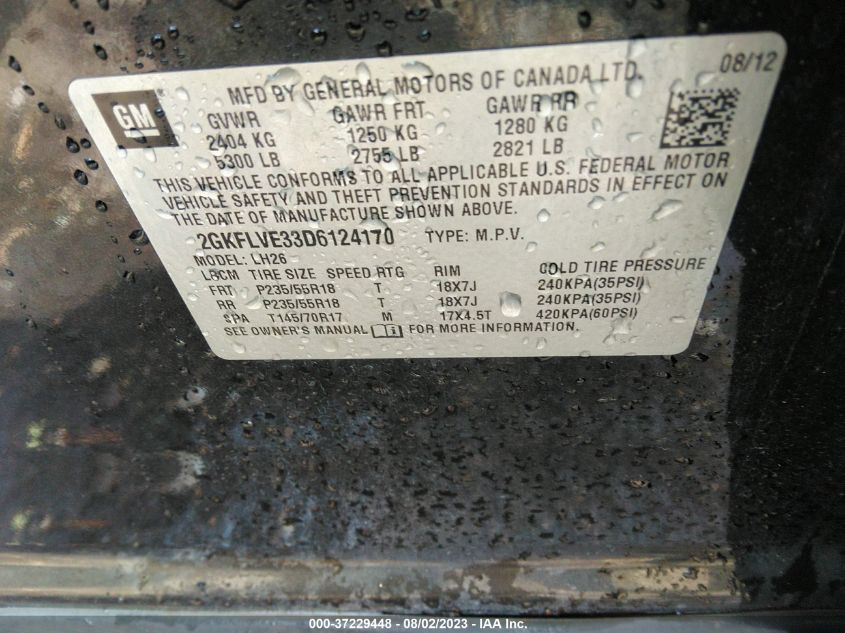 GM
MFD BY GENERAL MOTORS OF CANADA LTD. 08/12
GVWR GAWR FRT GAWR RR
2404 KG 1250 KG 1280 KG
5300 LB 2755 LB 2821 LB
THIS VEHICLE CONFORMS TO ALL APPLICABLE U.S. FEDERAL MOTOR
VEHICLE SAFETY AND THEFT PREVENTION STANDARDS IN EFFECT ON
THE DATE OF MANUFACTURE SHOWN ABOVE.
2GKFLVE33D6124170 TYPE: M.P.V.
MODEL: LH26
LOCM TIRE SIZE SPEED RTG RIM COLD TIRE PRESSURE
FRT P235/55R18 T 18X7J 240KPA(35PSI)
RR P235/55R18 T 18X7J 240KPA(35PSI)
SPA T145/70R17 M 17X4.5T 420KPA(60PSI)
SEE OWNER'S MANUAL FOR MORE INFORMATION.
000-37229448 - 08/02/2023 - IAA Inc.